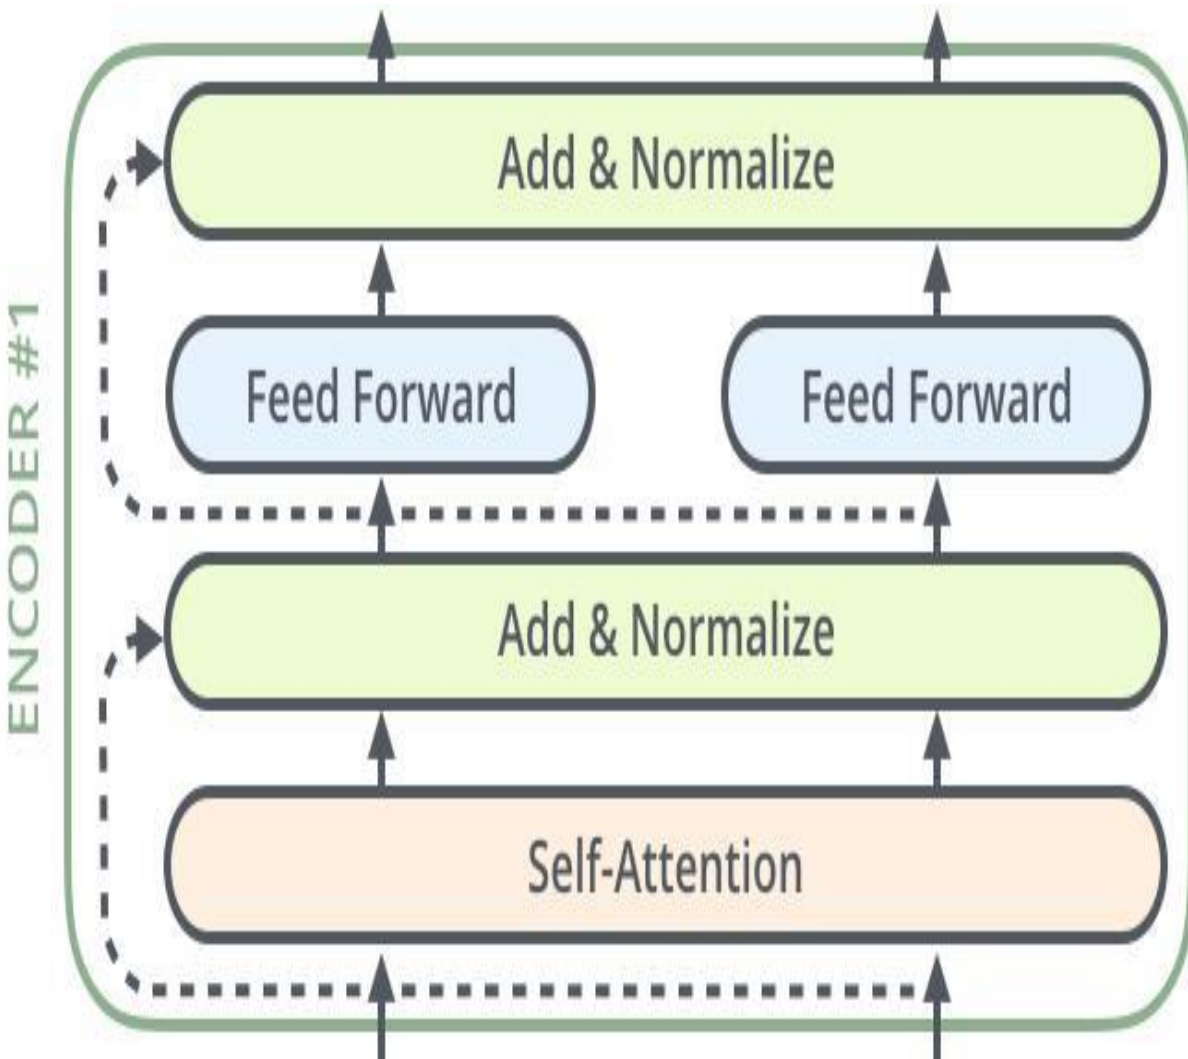 ENCODER #1
Add & Normalize
Feed Forward
Feed Forward
Add & Normalize
Self-Attention